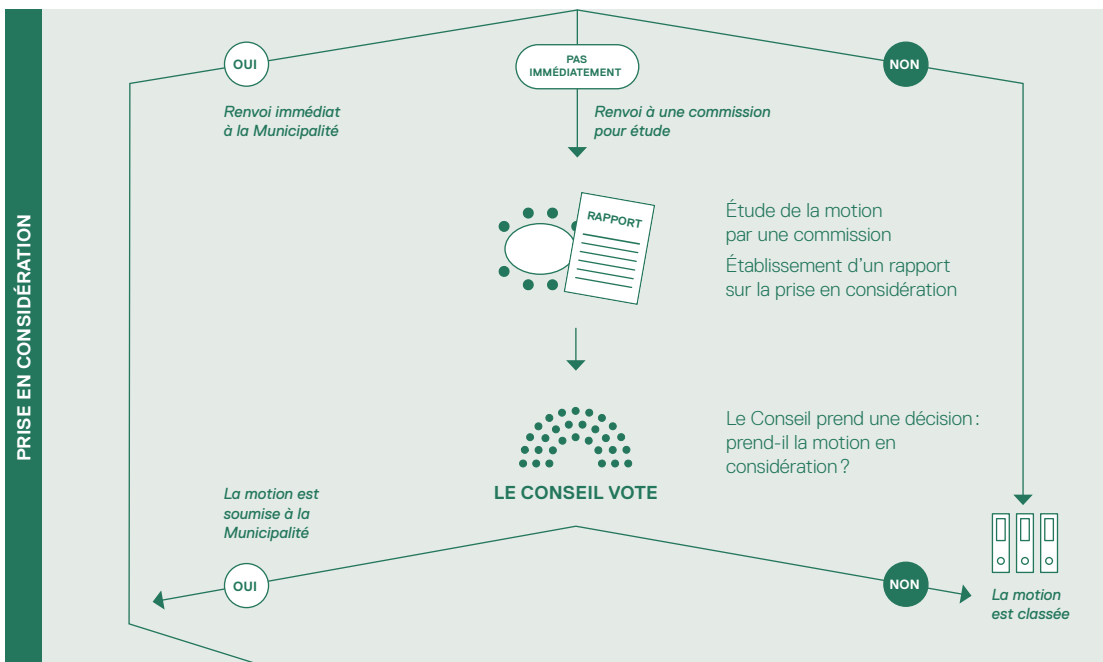 PRISE EN CONSIDÉRATION
OUI
PAS
IMMÉDIATEMENT
NON
Renvoi immédiat
à la Municipalité
Renvoi à une commission
pour étude
RAPPORT
Étude de la motion
par une commission
Établissement d'un rapport
sur la prise en considération
Le Conseil prend une décision :
prend-il la motion en
considération ?
LE CONSEIL VOTE
La motion est
soumise à la
Municipalité
OUI
NON
La motion
est classée